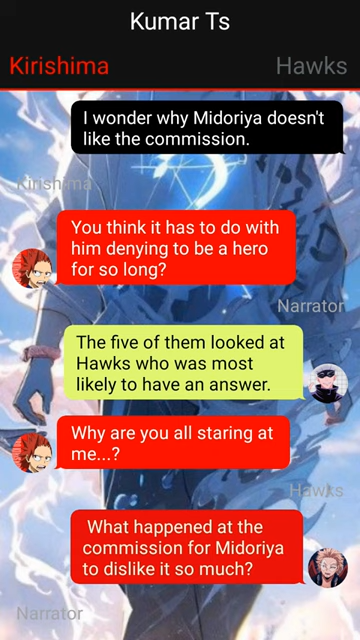 Kumar Ts
Kirishima
Hawks
I wonder why Midoriya doesn't
like the commission.
Kirishima
You think it has to do with
him denying to be a hero
for so long?
Narrator
The five of them looked at
Hawks who was most
likely to have an answer.
Why are you all staring at
me...?
Hawks
What happened at the
commission for Midoriya
to dislike it so much?
Narrator